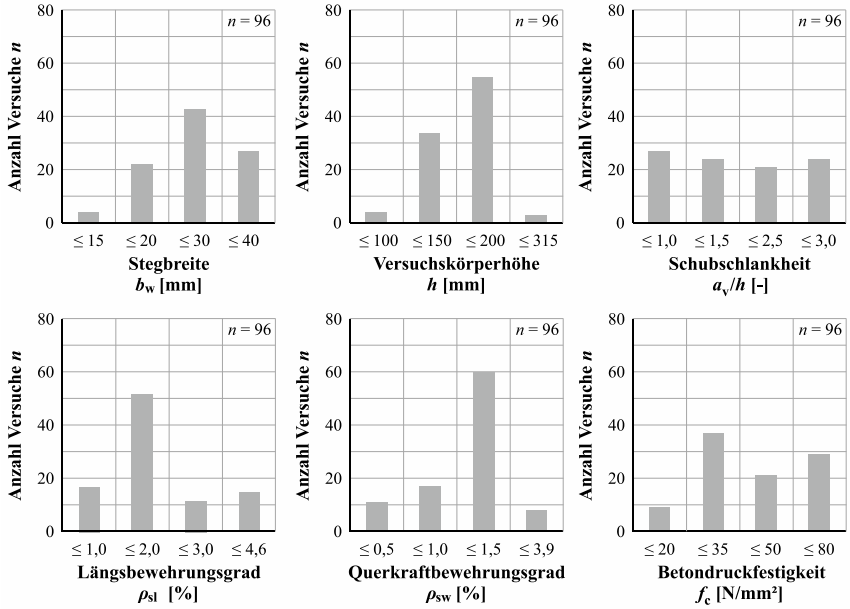 Anzahl Versuche n
80
60
40
20
0
n = 96
≤ 15 ≤ 20 ≤ 30 ≤ 40
Stegbreite
b_w [mm]
Anzahl Versuche n
80
60
40
20
0
n = 96
≤ 100 ≤ 150 ≤ 200 ≤ 315
Versuchskörperhöhe
h [mm]
Anzahl Versuche n
80
60
40
20
0
n = 96
≤ 1,0 ≤ 1,5 ≤ 2,5 ≤ 3,0
Schubschlankheit
a_v/h [-]
Anzahl Versuche n
80
60
40
20
0
n = 96
≤ 1,0 ≤ 2,0 ≤ 3,0 ≤ 4,6
Längsbewehrungsgrad
ρ_sl [%]
Anzahl Versuche n
80
60
40
20
0
n = 96
≤ 0,5 ≤ 1,0 ≤ 1,5 ≤ 3,9
Querkraftbewehrungsgrad
ρ_sw [%]
Anzahl Versuche n
80
60
40
20
0
n = 96
≤ 20 ≤ 35 ≤ 50 ≤ 80
Betondruckfestigkeit
f_c [N/mm²]